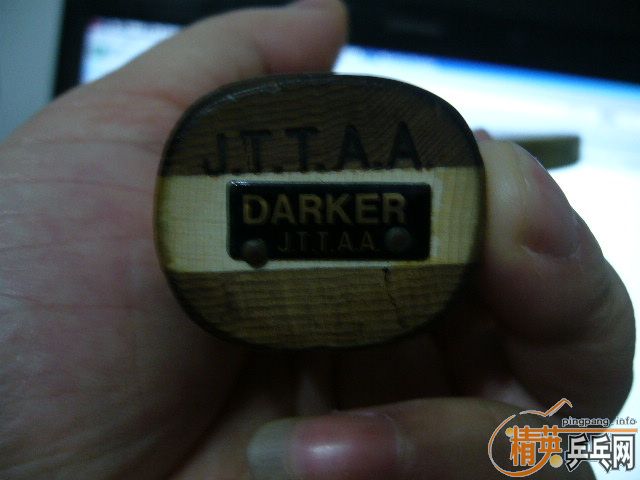 J.T.T.A.A.
DARKER
J.T.T.A.A.
pingpang.info
精英乒乓网